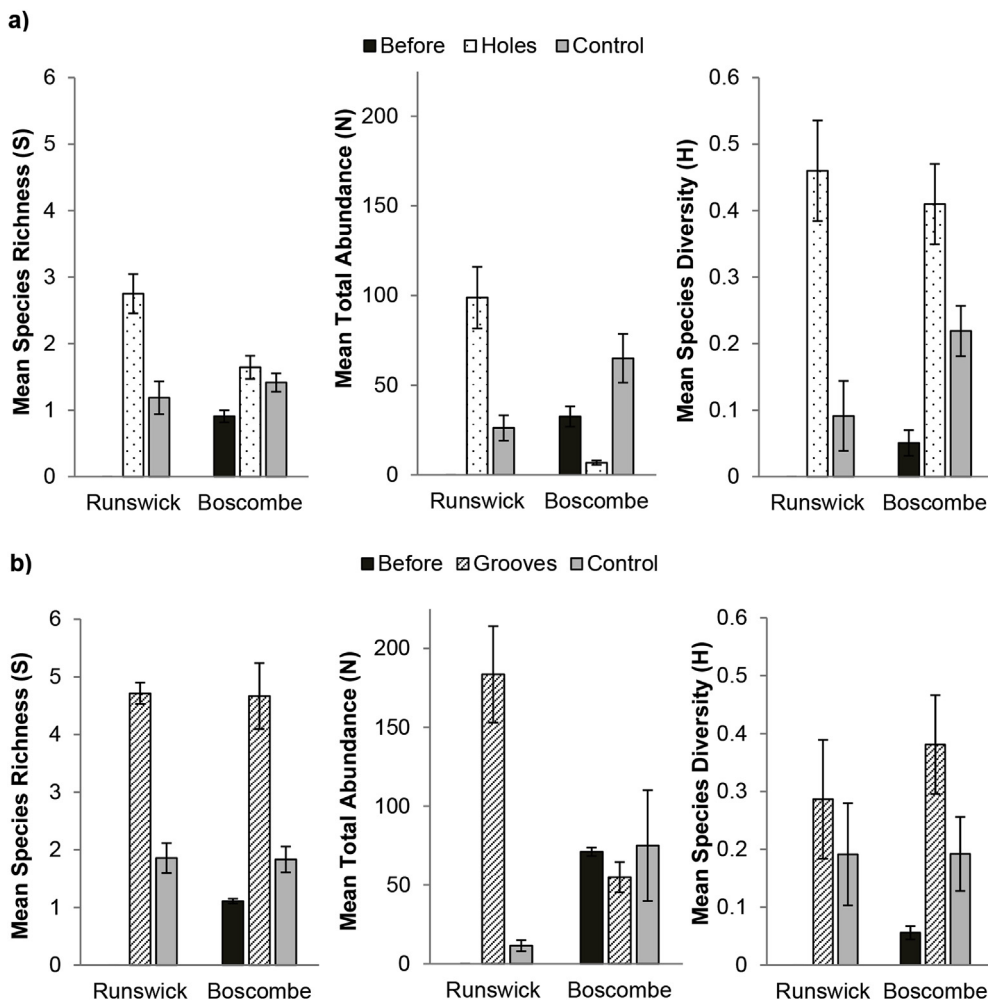 a)
Before Holes Control
Mean Species Richness (S)
6
5
4
3
2
1
0
Runswick Boscombe
Mean Total Abundance (N)
200
150
100
50
0
Runswick Boscombe
Mean Species Diversity (H)
0.6
0.5
0.4
0.3
0.2
0.1
0
Runswick Boscombe
b)
Before Grooves Control
Mean Species Richness (S)
6
5
4
3
2
1
0
Runswick Boscombe
Mean Total Abundance (N)
200
150
100
50
0
Runswick Boscombe
Mean Species Diversity (H)
0.6
0.5
0.4
0.3
0.2
0.1
0
Runswick Boscombe